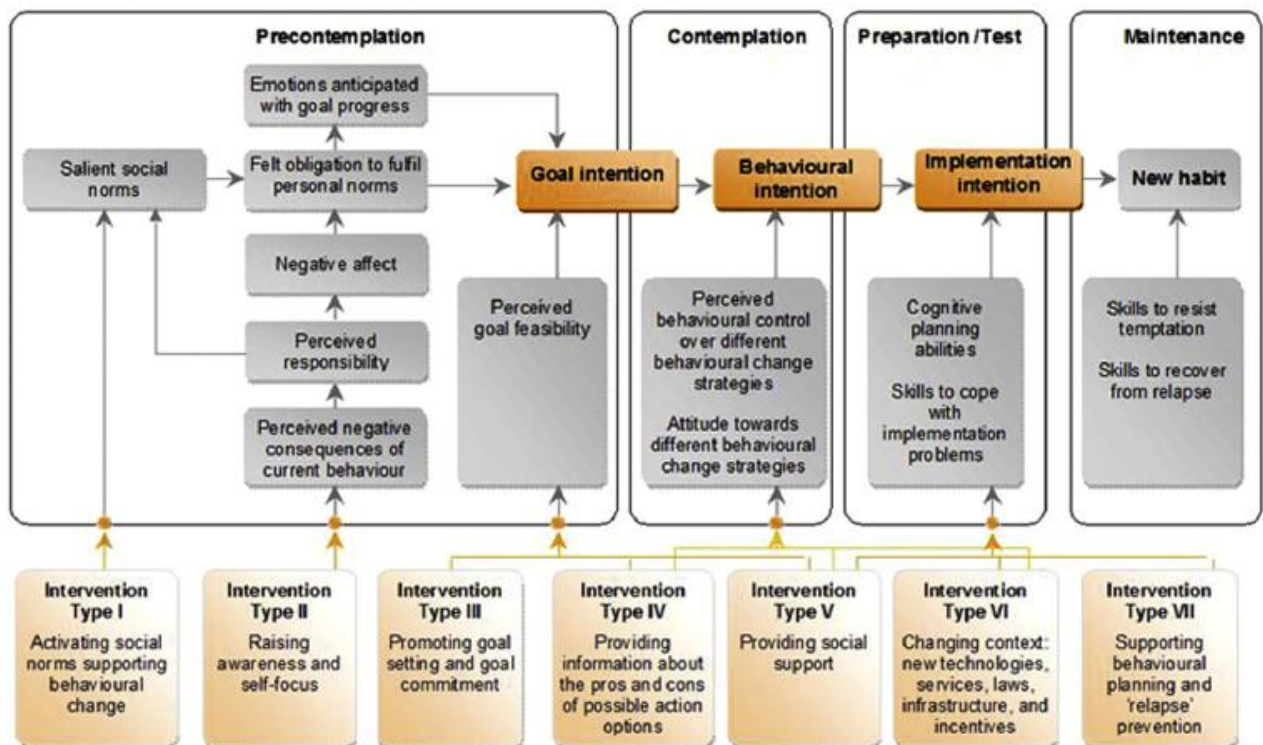 Precontemplation
Contemplation
Preparation /Test
Maintenance
Emotions anticipated
with goal progress
Salient social
norms
Felt obligation to fulfil
personal norms
Goal intention
Behavioural
intention
Implementation
intention
New habit
Negative affect
Perceived
responsibility
Perceived negative
consequences of
current behaviour
Perceived
goal feasibility
Perceived
behavioural control
over different
behavioural change
strategies
Attitude towards
different behavioural
change strategies
Cognitive
planning
abilities
Skills to cope
with
implementation
problems
Skills to resist
temptation
Skills to recover
from relapse
Intervention
Type I
Activating social
norms supporting
behavioural
change
Intervention
Type II
Raising
awareness and
self-focus
Intervention
Type III
Promoting goal
setting and goal
commitment
Intervention
Type IV
Providing
information about
the pros and cons
of possible action
options
Intervention
Type V
Providing social
support
Intervention
Type VI
Changing context:
new technologies,
services, laws,
infrastructure, and
incentives
Intervention
Type VII
Supporting
behavioural
planning and
‘relapse’
prevention